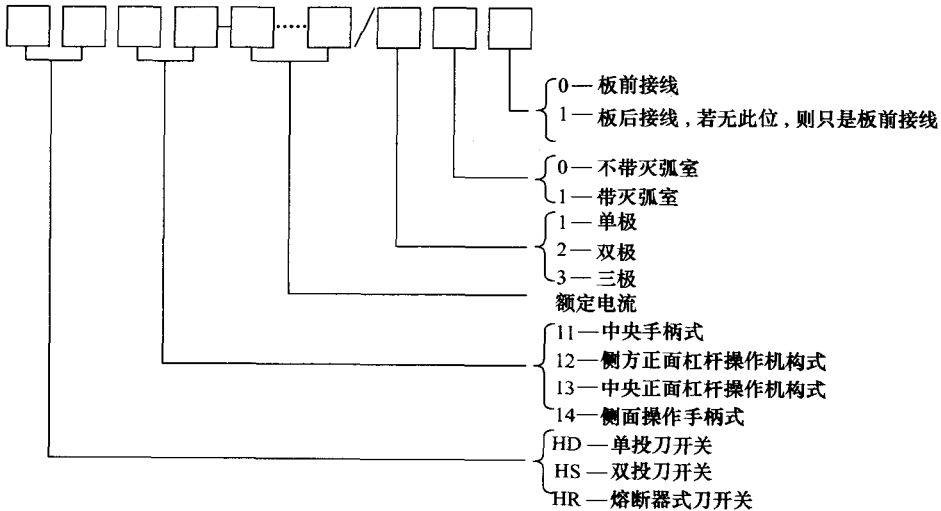 0—板前接线
1—板后接线,若无此位,则只是板前接线
0—不带灭弧室
1—带灭弧室
1—单极
2—双极
3—三极
额定电流
11—中央手柄式
12—侧方正面杠杆操作机构式
13—中央正面杠杆操作机构式
14—侧面操作手柄式
HD—单投刀开关
HS—双投刀开关
HR—熔断器式刀开关